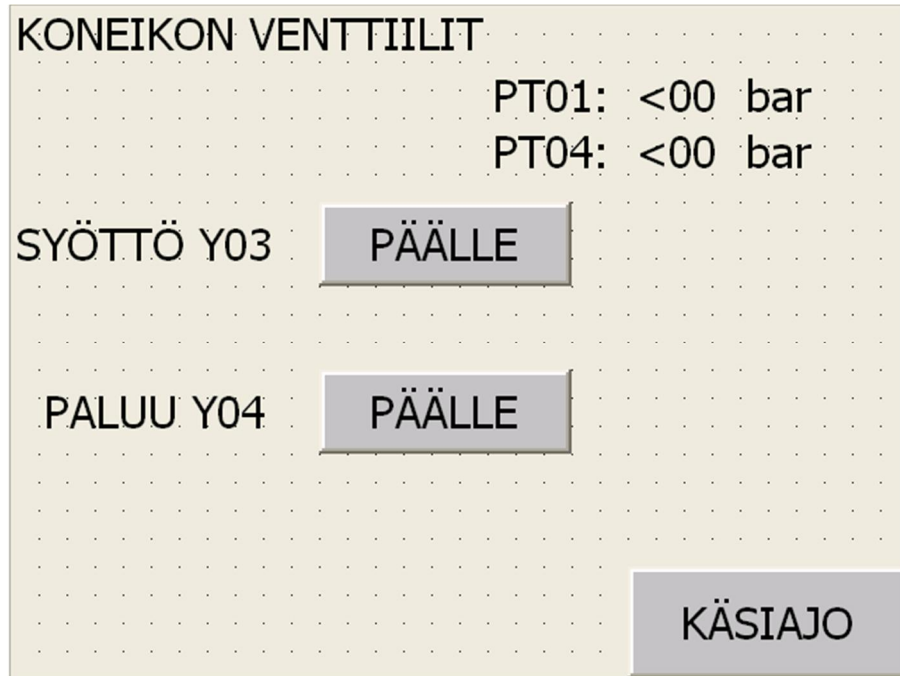 KONEIKON VENTTIILIT
PT01: <00 bar
PT04: <00 bar
SYÖTTÖ Y03 PÄÄLLE
PALUU Y04 PÄÄLLE
KÄSIAJO